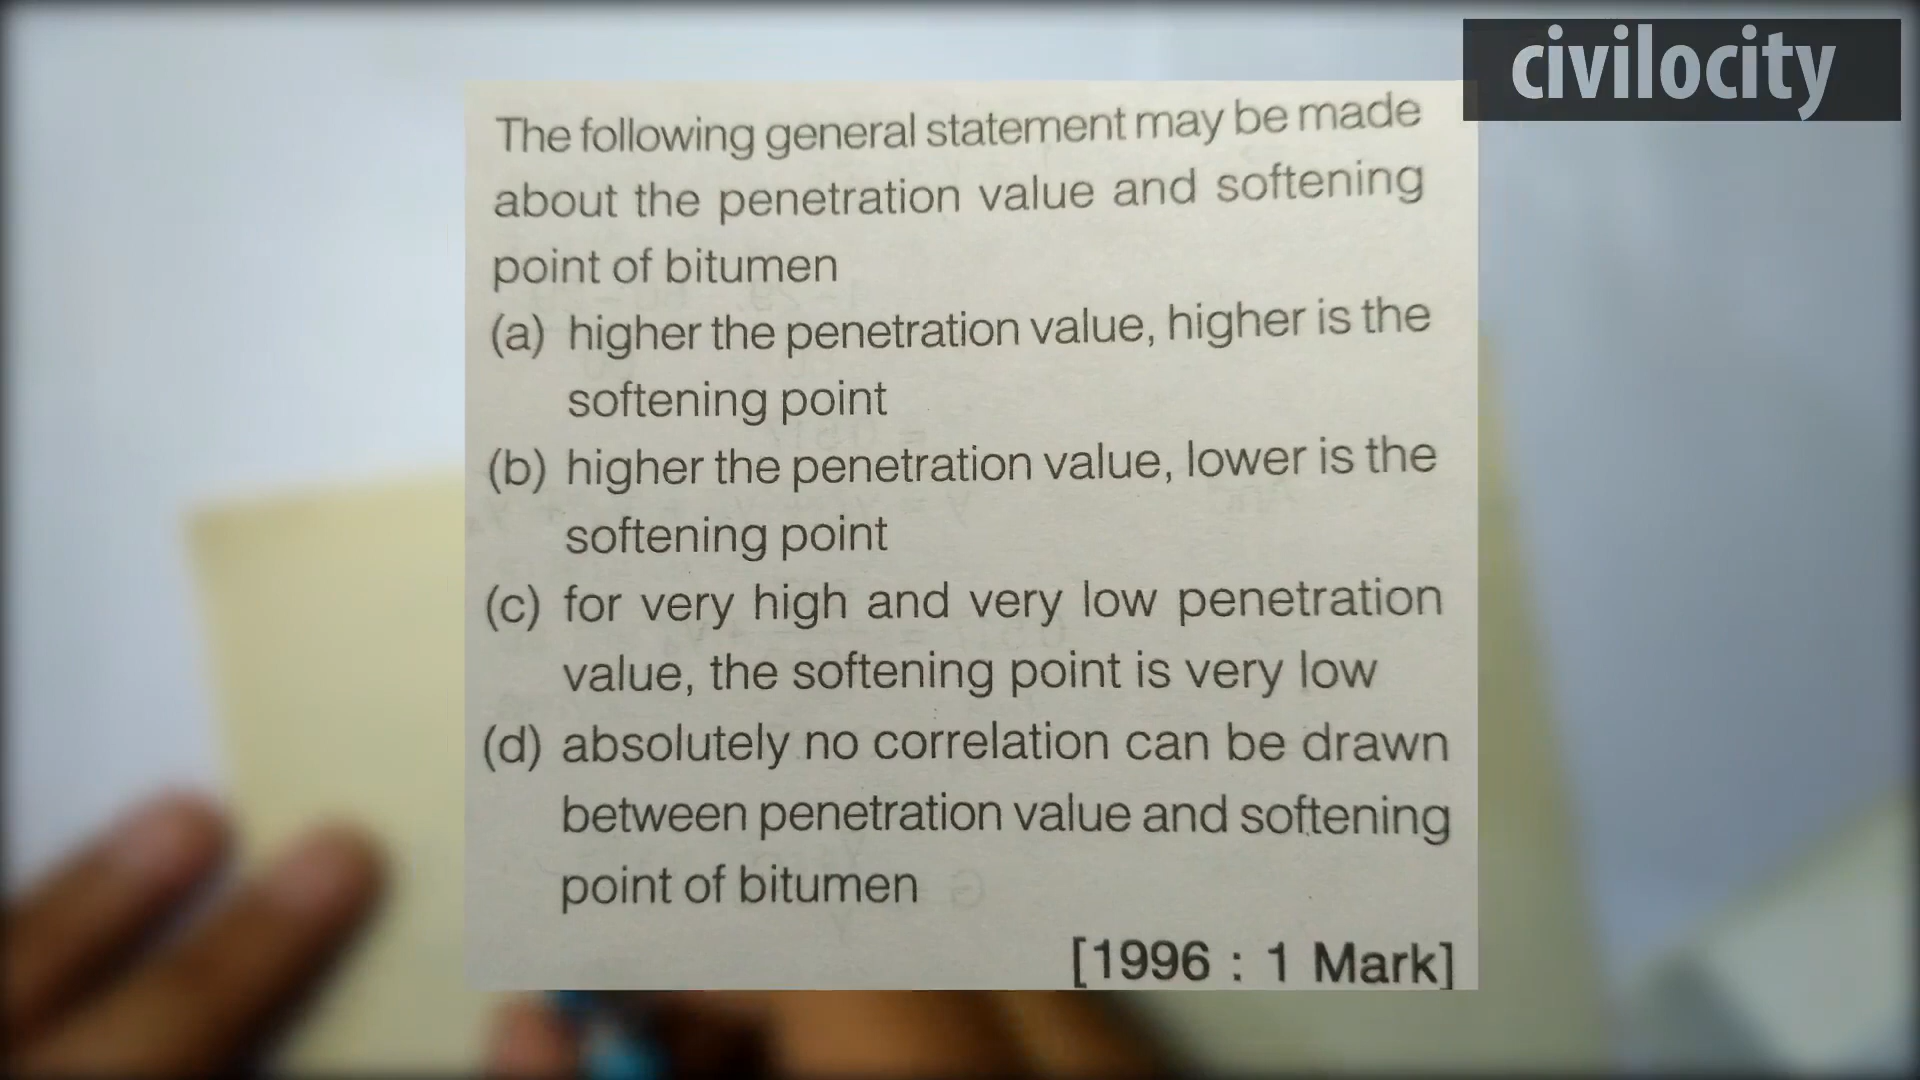 civilocity
The following general statement may be made
about the penetration value and softening
point of bitumen
(a) higher the penetration value, higher is the
softening point
(b) higher the penetration value, lower is the
softening point
(c) for very high and very low penetration
value, the softening point is very low
(d) absolutely no correlation can be drawn
between penetration value and softening
point of bitumen
[1996 : 1 Mark]